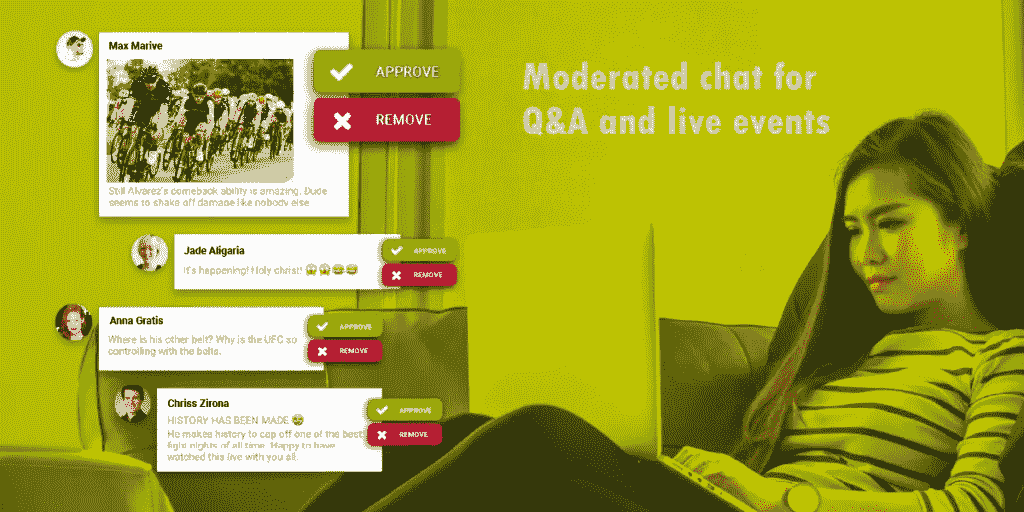 Max Marive
APPROVE
REMOVE
Still Alvarez's comeback ability is amazing. Dude
seems to shake off damage like nobody else
Moderated chat for
Q&A and live events
Jade Aligaria
It's happening! Holy christ! 😱😱😂😂
APPROVE
REMOVE
Anna Gratis
Where is his other belt? Why is the UFC so
controlling with the belts.
APPROVE
REMOVE
Chriss Zirona
HISTORY HAS BEEN MADE
He makes history to cap off one of the best
fight nights of all time. Happy to have
watched this live with you all.
APPROVE
REMOVE